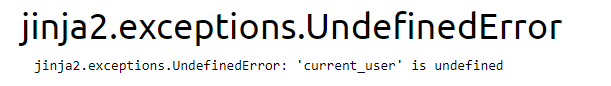 jinja2.exceptions.UndefinedError
jinja2.exceptions.UndefinedError: 'current_user' is undefined